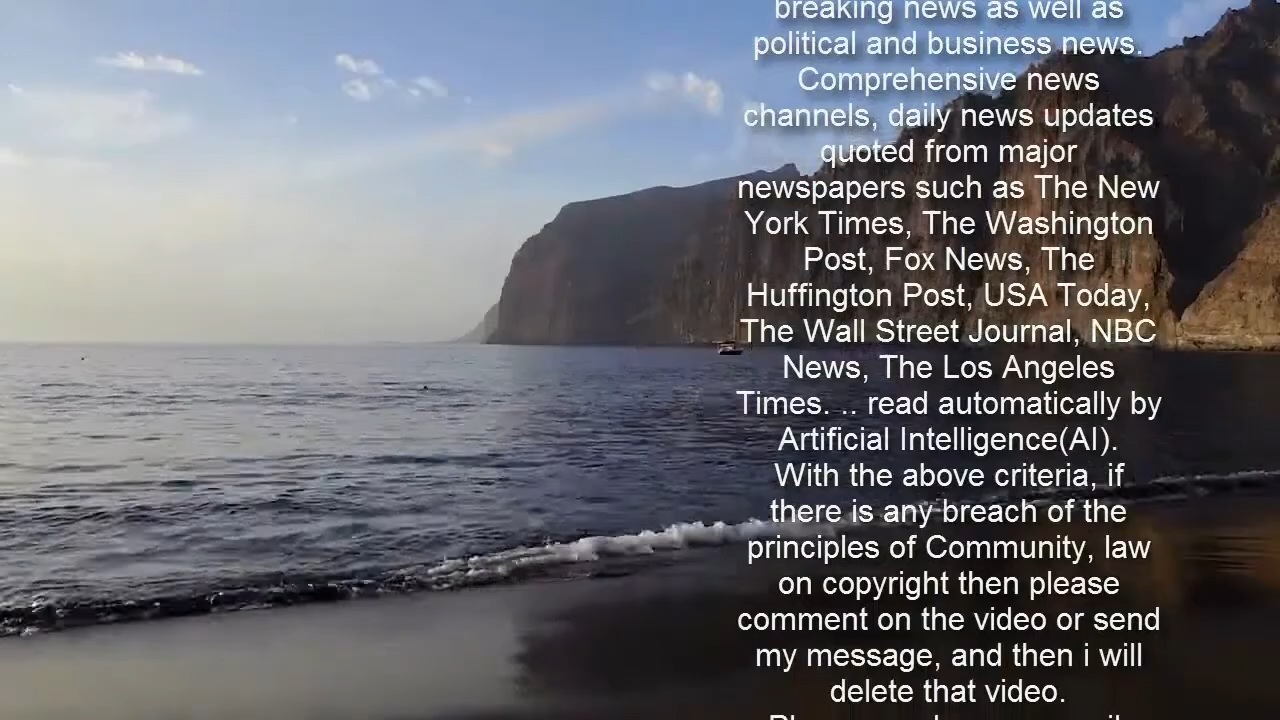 breaking news as well as
political and business news.
Comprehensive news
channels, daily news updates
quoted from major
newspapers such as The New
York Times, The Washington
Post, Fox News, The
Huffington Post, USA Today,
The Wall Street Journal, NBC
News, The Los Angeles
Times. .. read automatically by
Artificial Intelligence(AI).
With the above criteria, if
there is any breach of the
principles of Community, law
on copyright then please
comment on the video or send
my message, and then i will
delete that video.